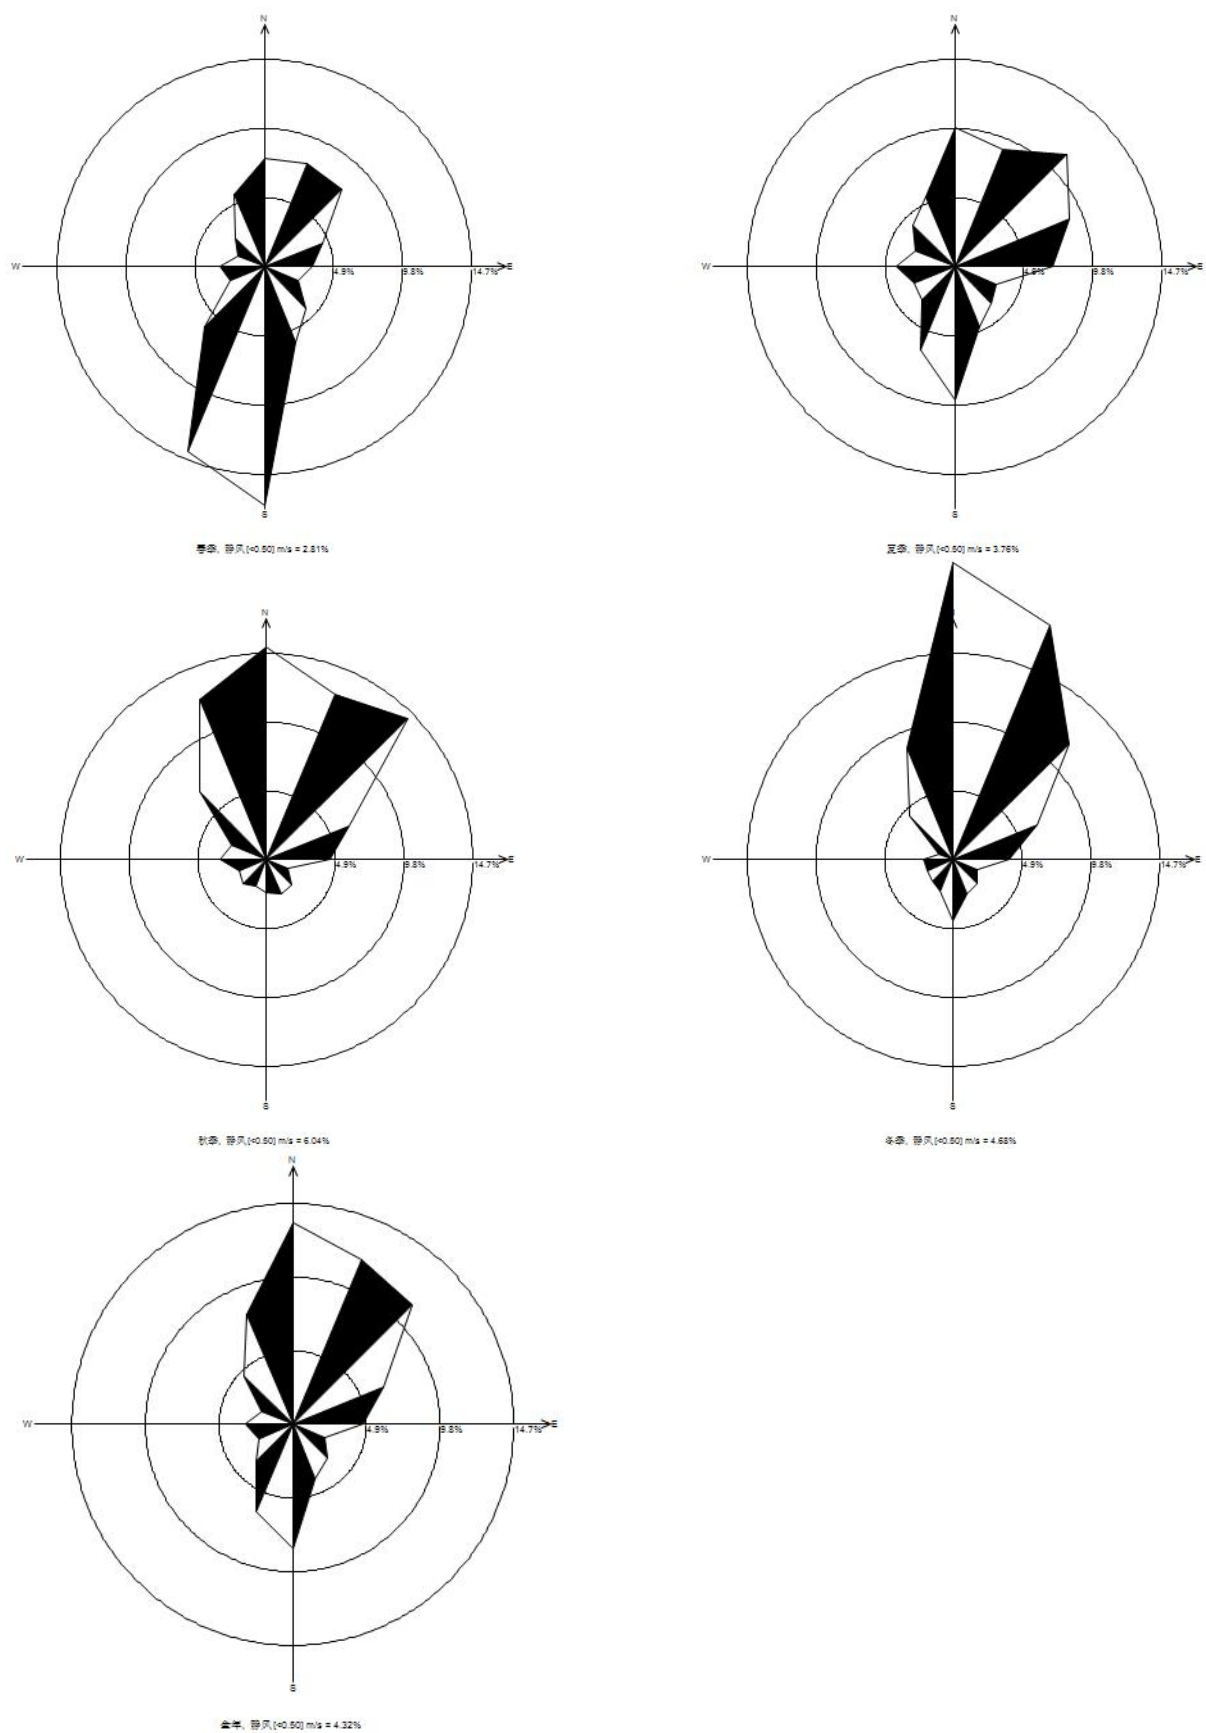 N
N
W
4.9%
9.8%
14.7%
E
W
4.9%
9.8%
14.7%
E
S
S
春季, 静风[<0.50] m/s = 2.81%
夏季, 静风[<0.50] m/s = 3.76%
N
N
W
4.9%
9.8%
14.7%
E
W
4.9%
9.8%
14.7%
E
S
S
秋季, 静风[<0.50] m/s = 6.04%
冬季, 静风[<0.50] m/s = 4.68%
N
W
4.9%
9.8%
14.7%
E
S
全年, 静风[<0.50] m/s = 4.32%